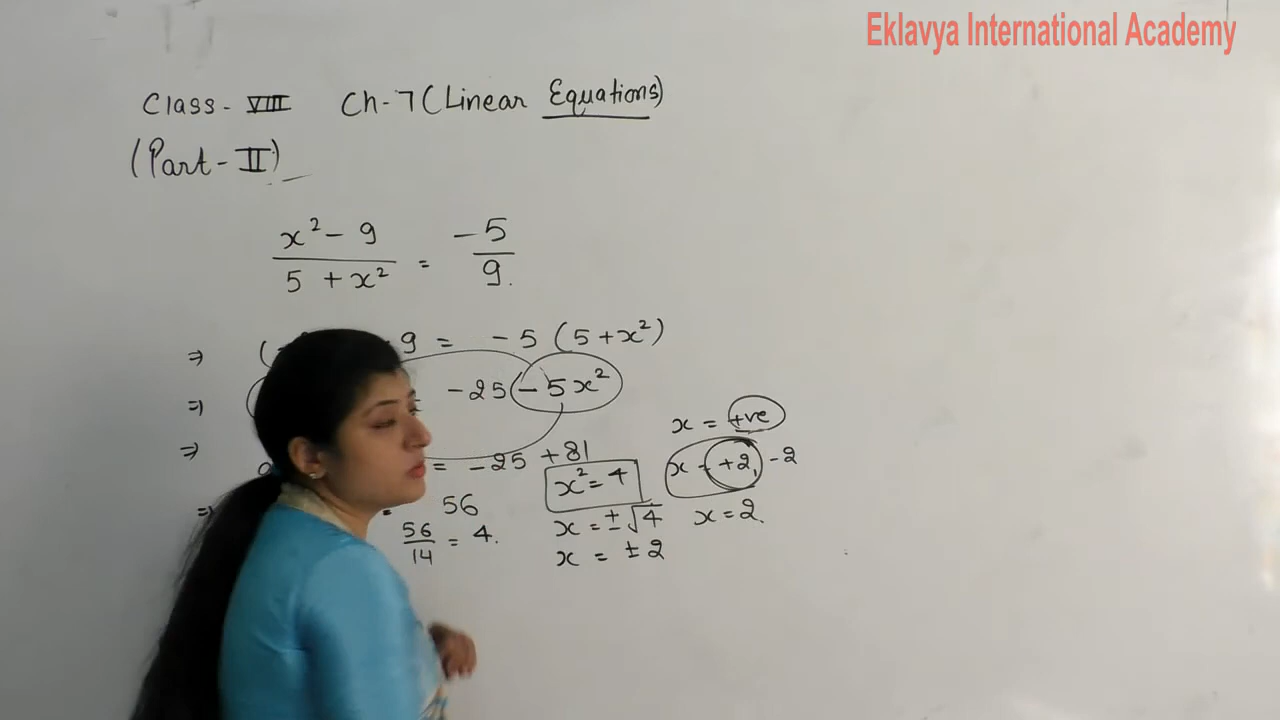 Eklavya International Academy
Class - VIII Ch-7 (Linear Equations)
(Part - II)
x² - 9 / 5 + x² = -5 / 9.
⇒ ( 9 = -5 (5 + x²)
⇒ -25 - 5x²
⇒ = -25 + 81
⇒ = 56
56 / 14 = 4.
x² = 4
x = ± √4
x = ± 2
x = +ve
x - +2, -2
x = 2.